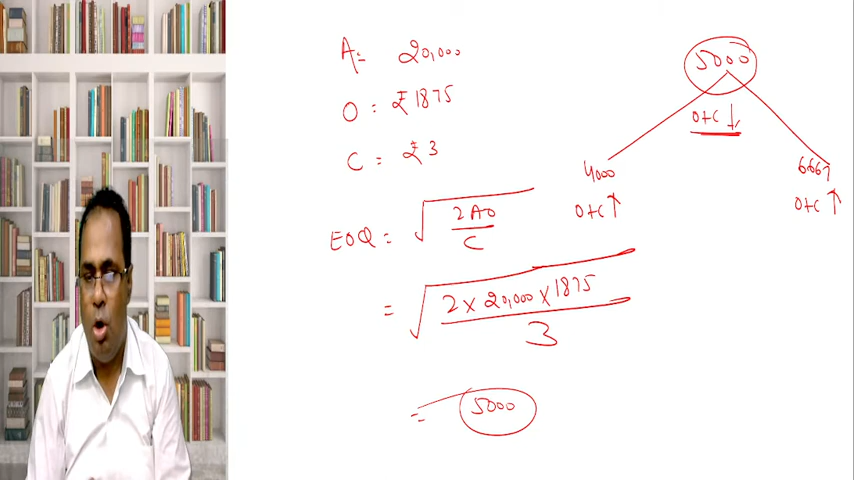 A= 20,000
O = ₹1875
C = ₹3
EOQ = √2AO/C
= √2 x 20,000 x 1875/3
= 5000
5000
O+C ↓
4000
O+C ↑
6667
O+C ↑